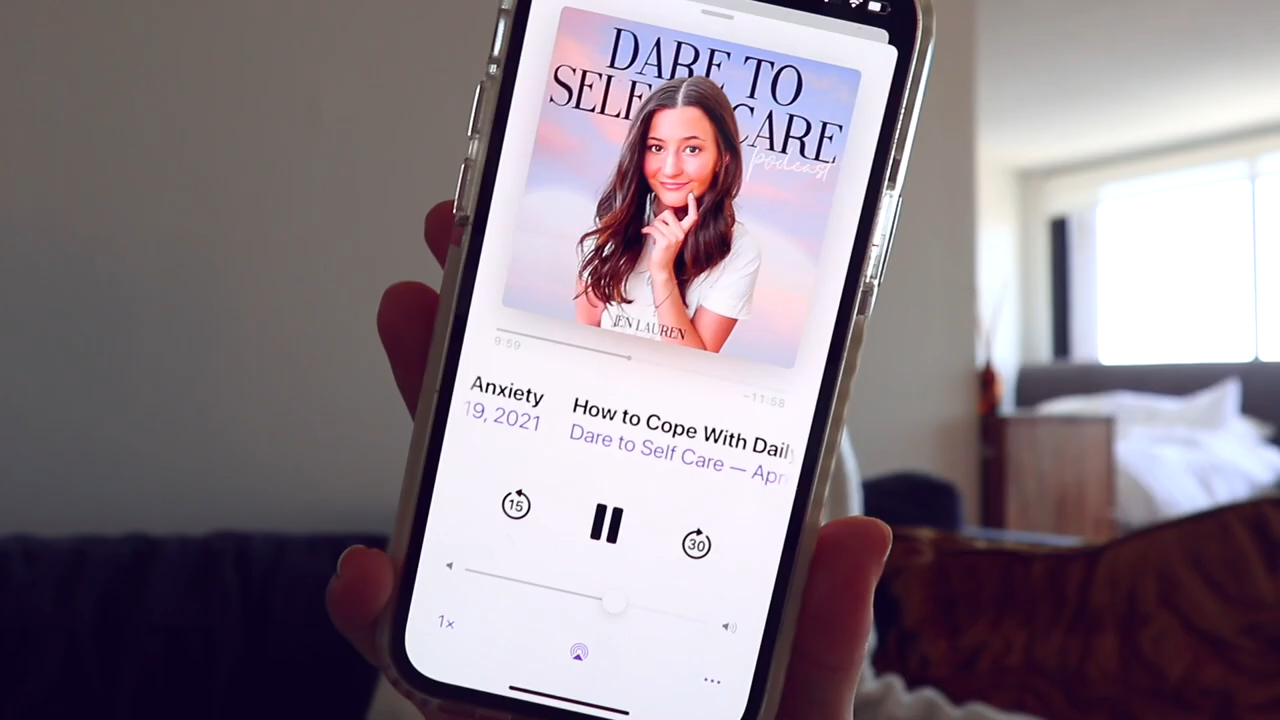 DARE TO
SELF CARE
podcast
JEN LAUREN
9:59
-11:58
Anxiety How to Cope With Daily
19, 2021 Dare to Self Care — Apr
15
30
1×